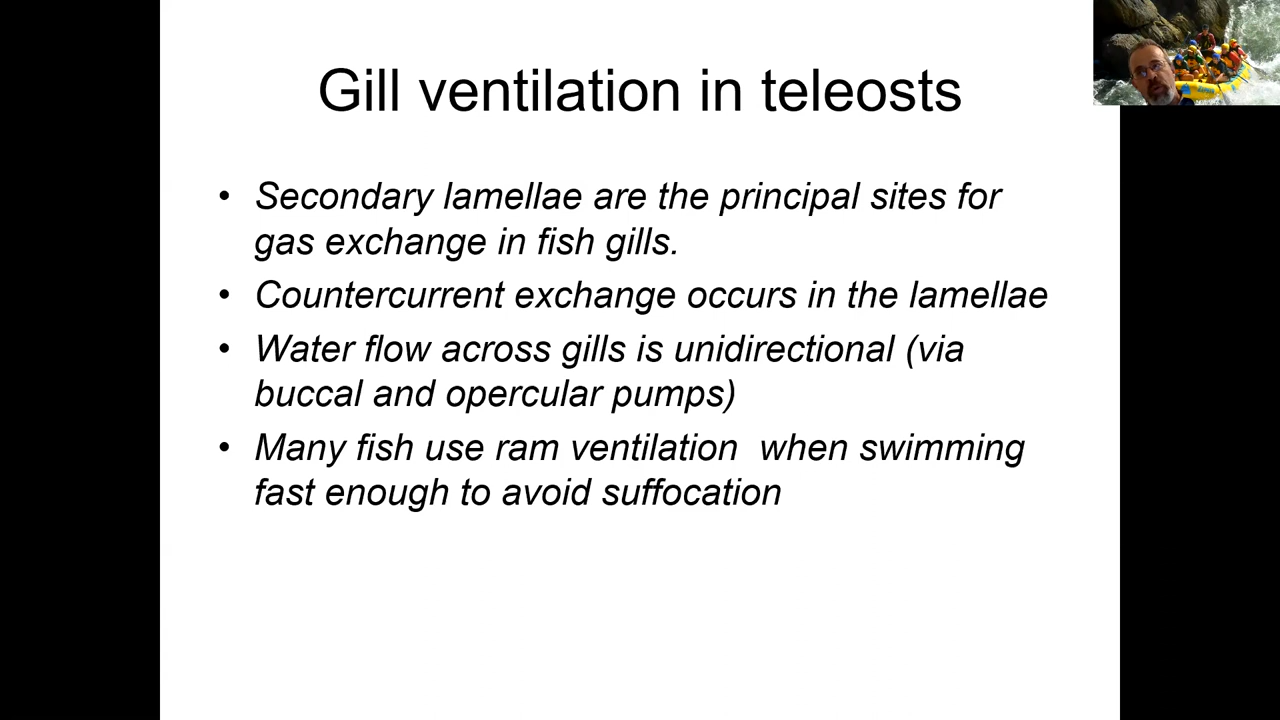 Gill ventilation in teleosts
• Secondary lamellae are the principal sites for
gas exchange in fish gills.
• Countercurrent exchange occurs in the lamellae
• Water flow across gills is unidirectional (via
buccal and opercular pumps)
• Many fish use ram ventilation  when swimming
fast enough to avoid suffocation